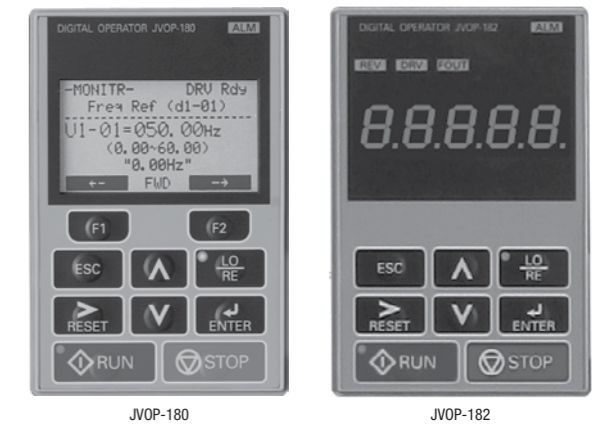 DIGITAL OPERATOR JVOP-180 ALM
-MONITR- DRV Rdy
Freq Ref (d1-01)
U1-01=050.00Hz
(0.00~60.00)
"0.00Hz"
←- FWD -→
F1 F2
ESC LO RE
> RESET ENTER
RUN STOP
JVOP-180
DIGITAL OPERATOR JVOP-182 ALM
REV DRV FOUT
8.8.8.8.8.
ESC LO RE
> RESET ENTER
RUN STOP
JVOP-182